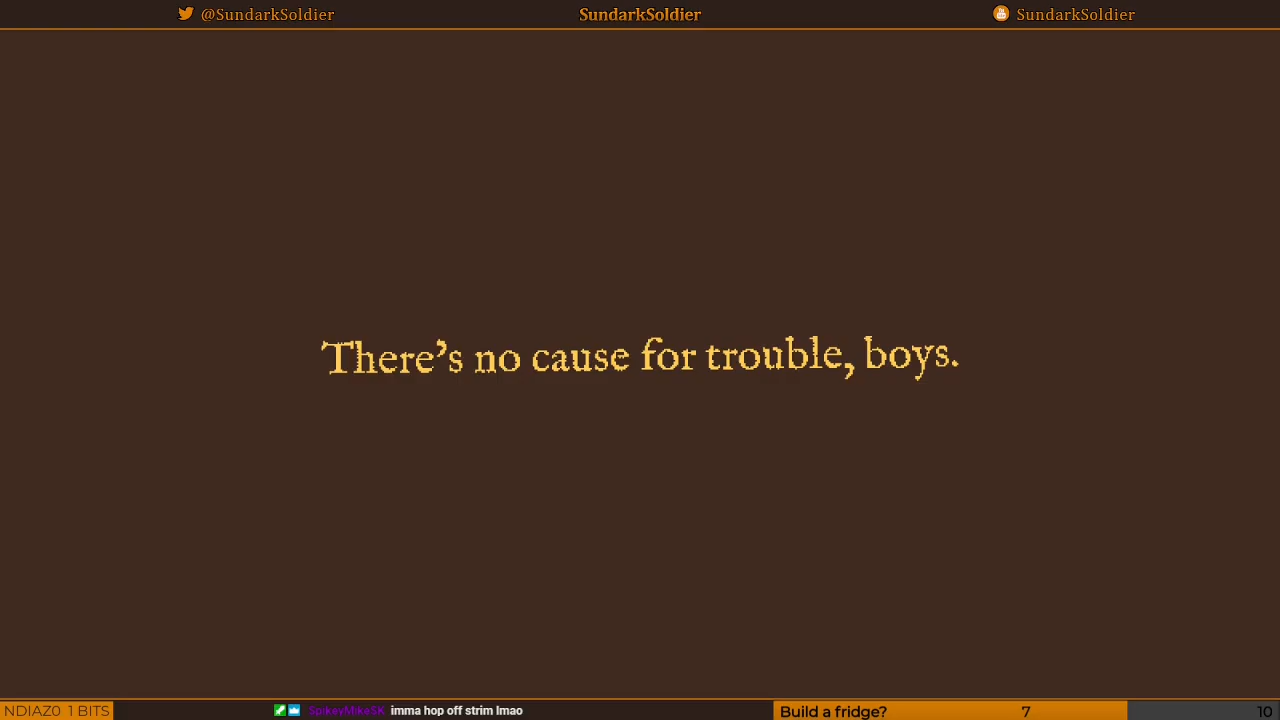 @SundarkSoldier SundarkSoldier SundarkSoldier
There's no cause for trouble, boys.
NDIAZ0 1 BITS SpikeyMikeSK imma hop off strim lmao Build a fridge? 7 10